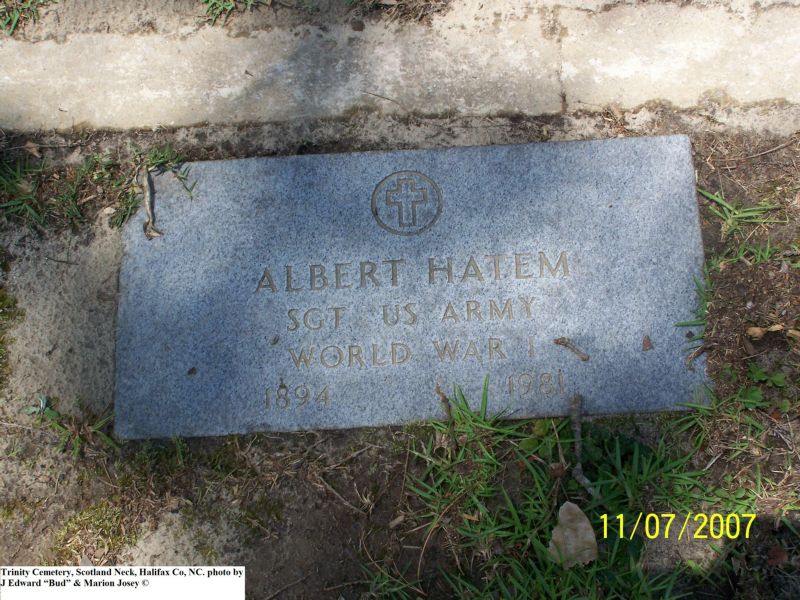 ALBERT HATEM
SGT US ARMY
WORLD WAR I
1894 1981
11/07/2007
Trinity Cemetery, Scotland Neck, Halifax Co, NC. photo by
J Edward “Bud” & Marion Josey ©